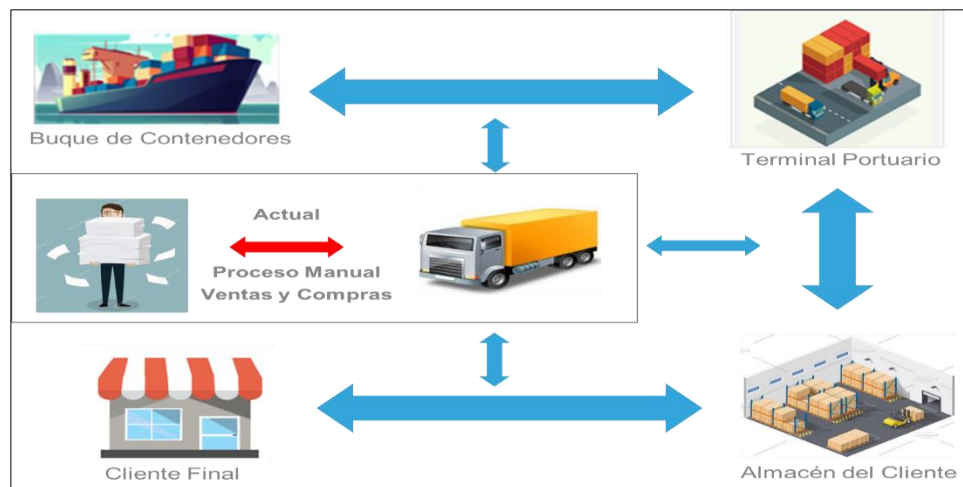 Buque de Contenedores
Terminal Portuario
Actual
Proceso Manual
Ventas y Compras
Cliente Final
Almacén del Cliente